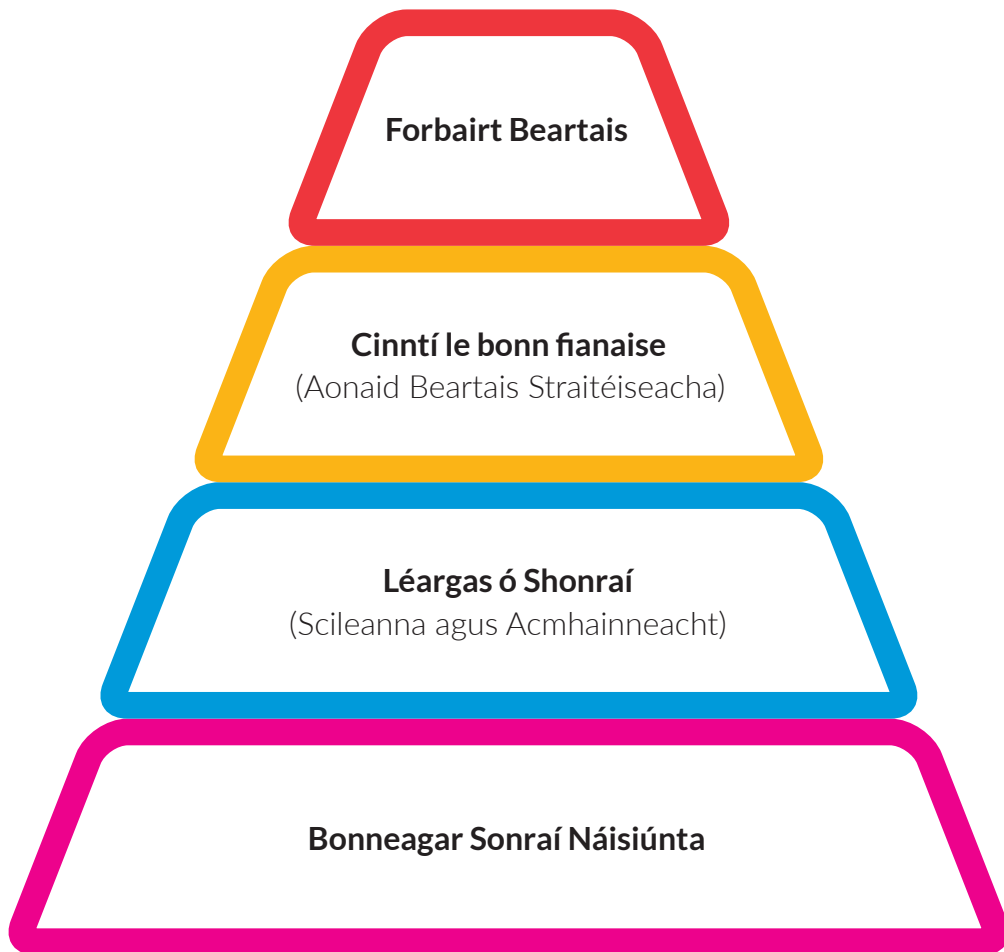 Forbairt Beartais
Cinntí le bonn fianaise
(Aonaid Beartais Straitéiseacha)
Léargas ó Shonraí
(Scileanna agus Acmhainneacht)
Bonneagar Sonraí Náisiúnta